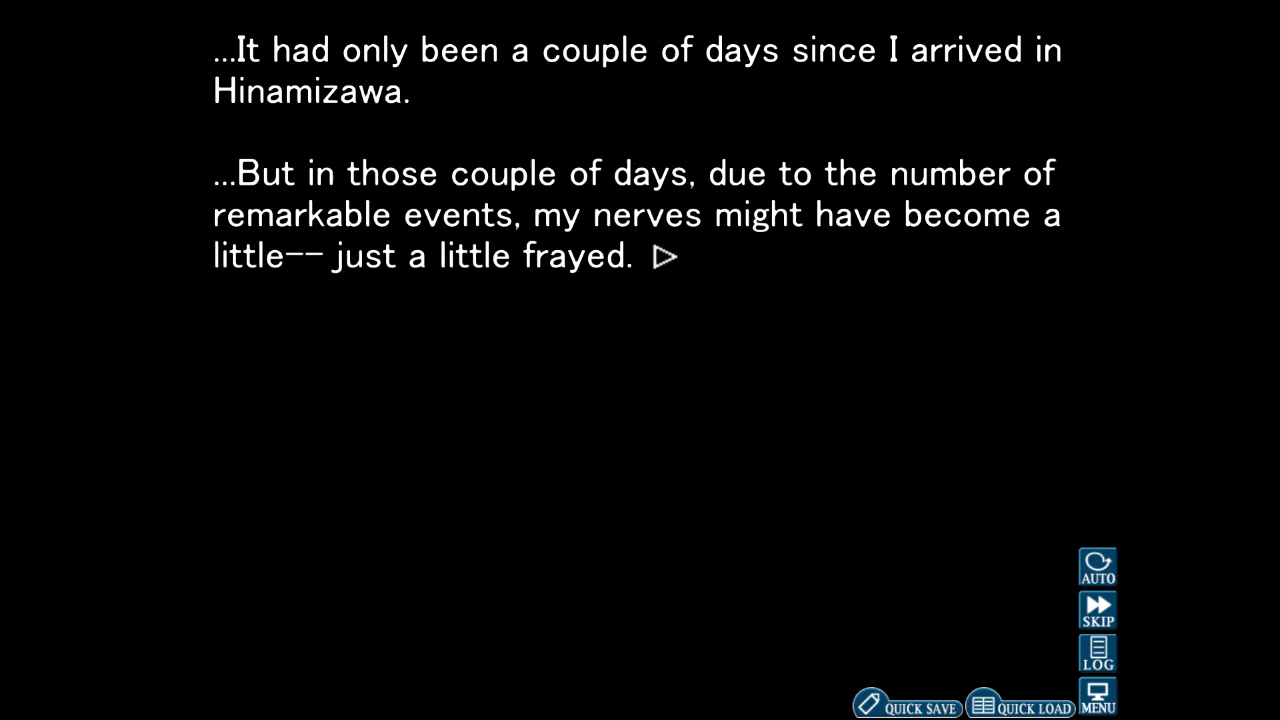 ...It had only been a couple of days since I arrived in
Hinamizawa.
...But in those couple of days, due to the number of
remarkable events, my nerves might have become a
little-- just a little frayed.
AUTO
SKIP
LOG
MENU
QUICK SAVE
QUICK LOAD